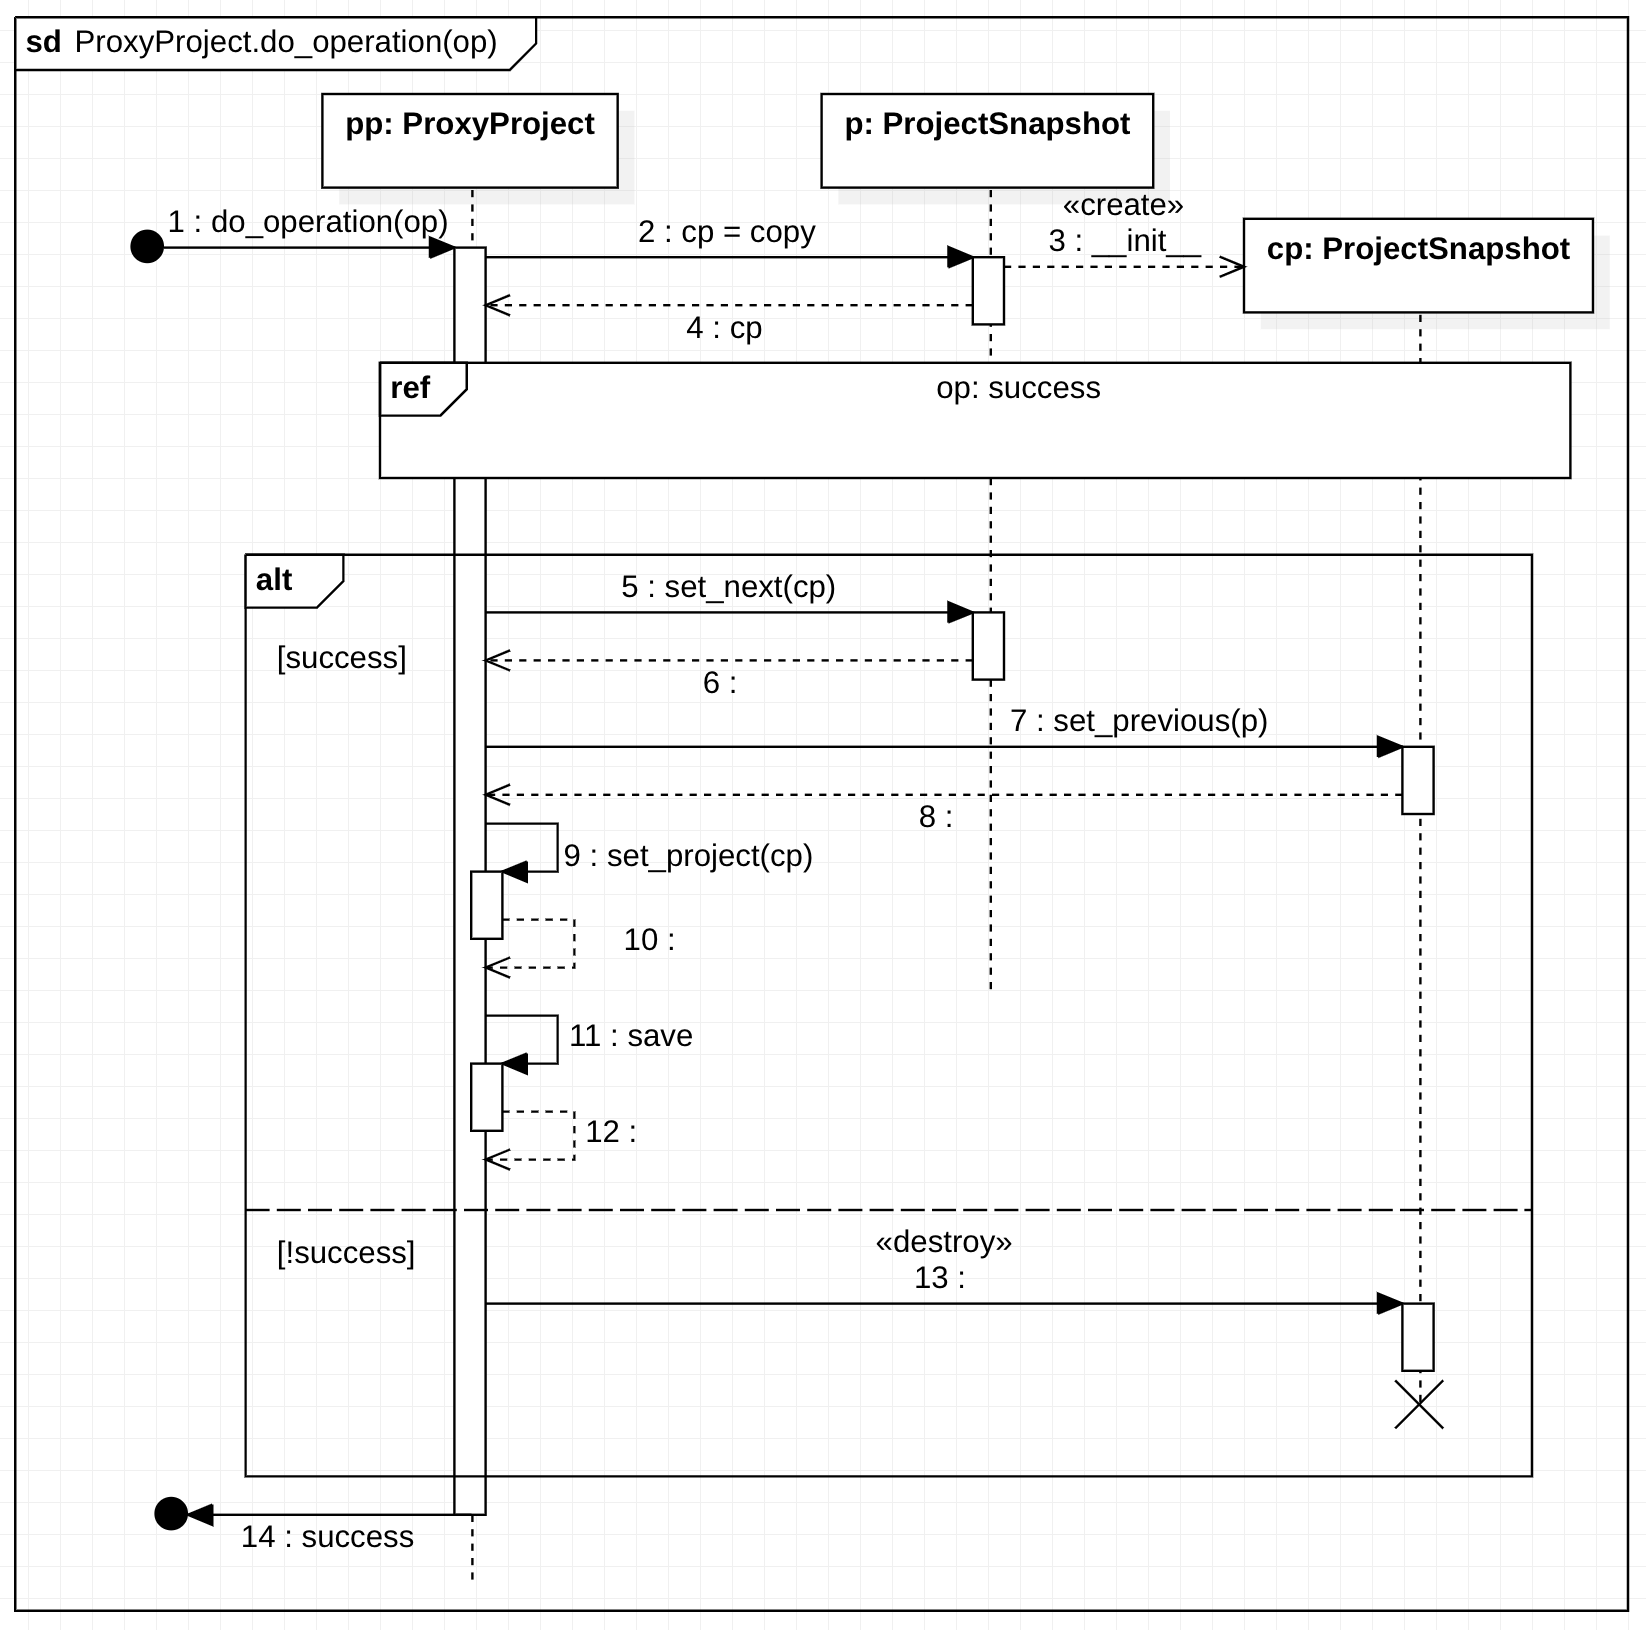 sd ProxyProject.do_operation(op)
pp: ProxyProject
p: ProjectSnapshot
1 : do_operation(op)
2 : cp = copy
«create»
3 : __init__
cp: ProjectSnapshot
4 : cp
ref
op: success
alt
5 : set_next(cp)
[success]
6 :
7 : set_previous(p)
8 :
9 : set_project(cp)
10 :
11 : save
12 :
[!success]
«destroy»
13 :
14 : success